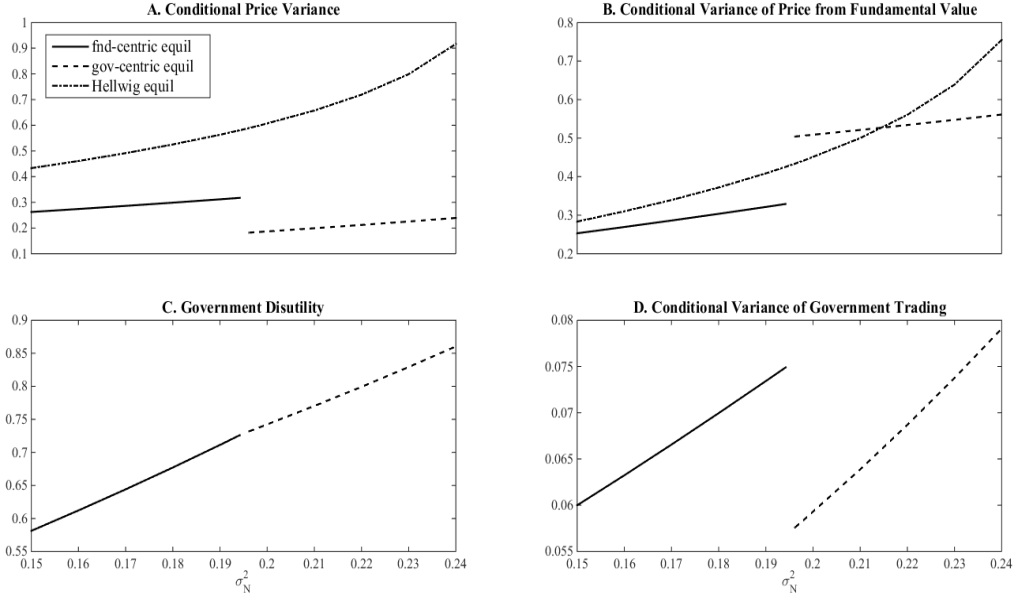 A. Conditional Price Variance
1
0.9
0.8
0.7
0.6
0.5
0.4
0.3
0.2
0.1
fnd-centric equil
gov-centric equil
Hellwig equil
B. Conditional Variance of Price from Fundamental Value
0.8
0.7
0.6
0.5
0.4
0.3
0.2
C. Government Disutility
0.9
0.85
0.8
0.75
0.7
0.65
0.6
0.55
0.15 0.16 0.17 0.18 0.19 0.2 0.21 0.22 0.23 0.24
σ²_N
D. Conditional Variance of Government Trading
0.08
0.075
0.07
0.065
0.06
0.055
0.15 0.16 0.17 0.18 0.19 0.2 0.21 0.22 0.23 0.24
σ²_N